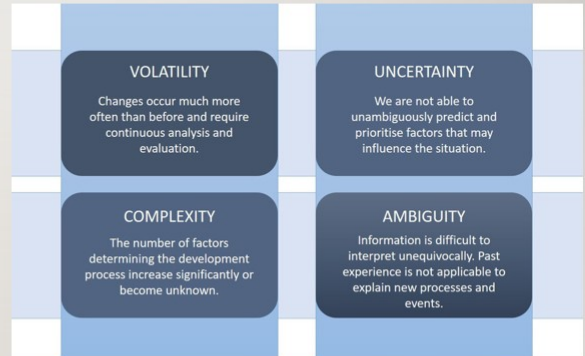 VOLATILITY
Changes occur much more
often than before and require
continuous analysis and
evaluation.
UNCERTAINTY
We are not able to
unambiguously predict and
prioritise factors that may
influence the situation.
COMPLEXITY
The number of factors
determining the development
process increase significantly or
become unknown.
AMBIGUITY
Information is difficult to
interpret unequivocally. Past
experience is not applicable to
explain new processes and
events.